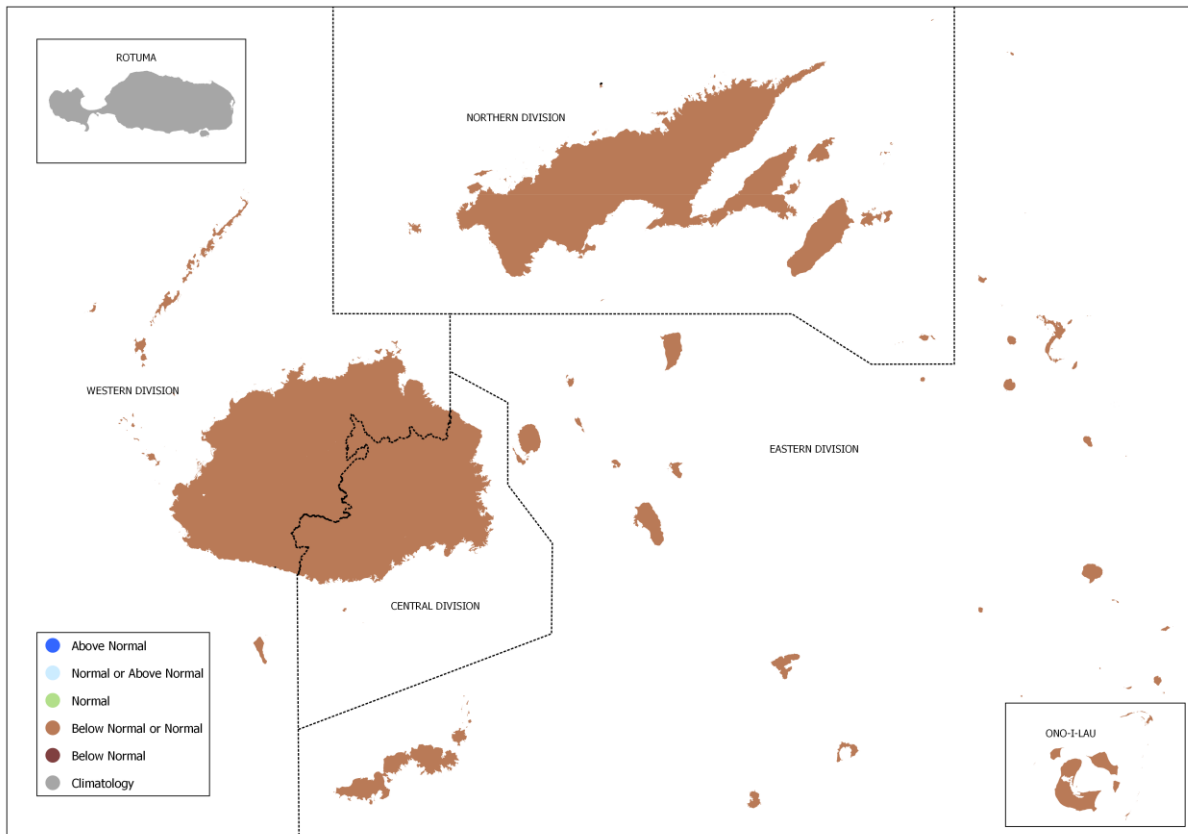 ROTUMA
NORTHERN DIVISION
WESTERN DIVISION
EASTERN DIVISION
CENTRAL DIVISION
Above Normal
Normal or Above Normal
Normal
Below Normal or Normal
Below Normal
Climatology
ONO-I-LAU